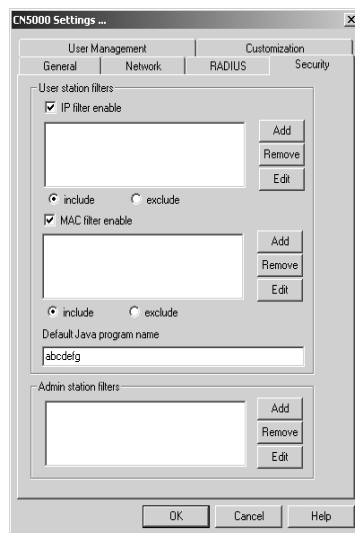 CN5000 Settings ...
User Management Customization
General Network RADIUS Security
User station filters
IP filter enable
Add
Remove
Edit
include exclude
MAC filter enable
Add
Remove
Edit
include exclude
Default Java program name
abcdefg
Admin station filters
Add
Remove
Edit
OK Cancel Help